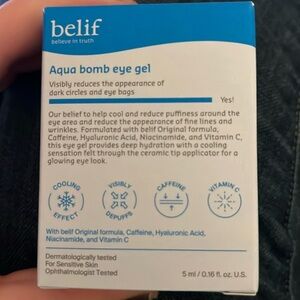 belif
believe in truth
Aqua bomb eye gel
Visibly reduces the appearance of
dark circles and eye bags
Yes!
Our belief to help cool and reduce puffiness around the
eye area and reduce the appearance of fine lines and
wrinkles. Formulated with belif Original formula,
Caffeine, Hyaluronic Acid, Niacinamide, and Vitamin C,
this eye gel provides deep hydration with a cooling
sensation felt through the ceramic tip applicator for a
glowing eye look.
COOLING EFFECT
VISIBLY DEPUFFS
CAFFEINE
VITAMIN C
With belif Original formula, Caffeine, Hyaluronic Acid,
Niacinamide, and Vitamin C
Dermatologically tested
For Sensitive Skin
Ophthalmologist Tested
5 ml / 0.16 fl. oz. U.S.